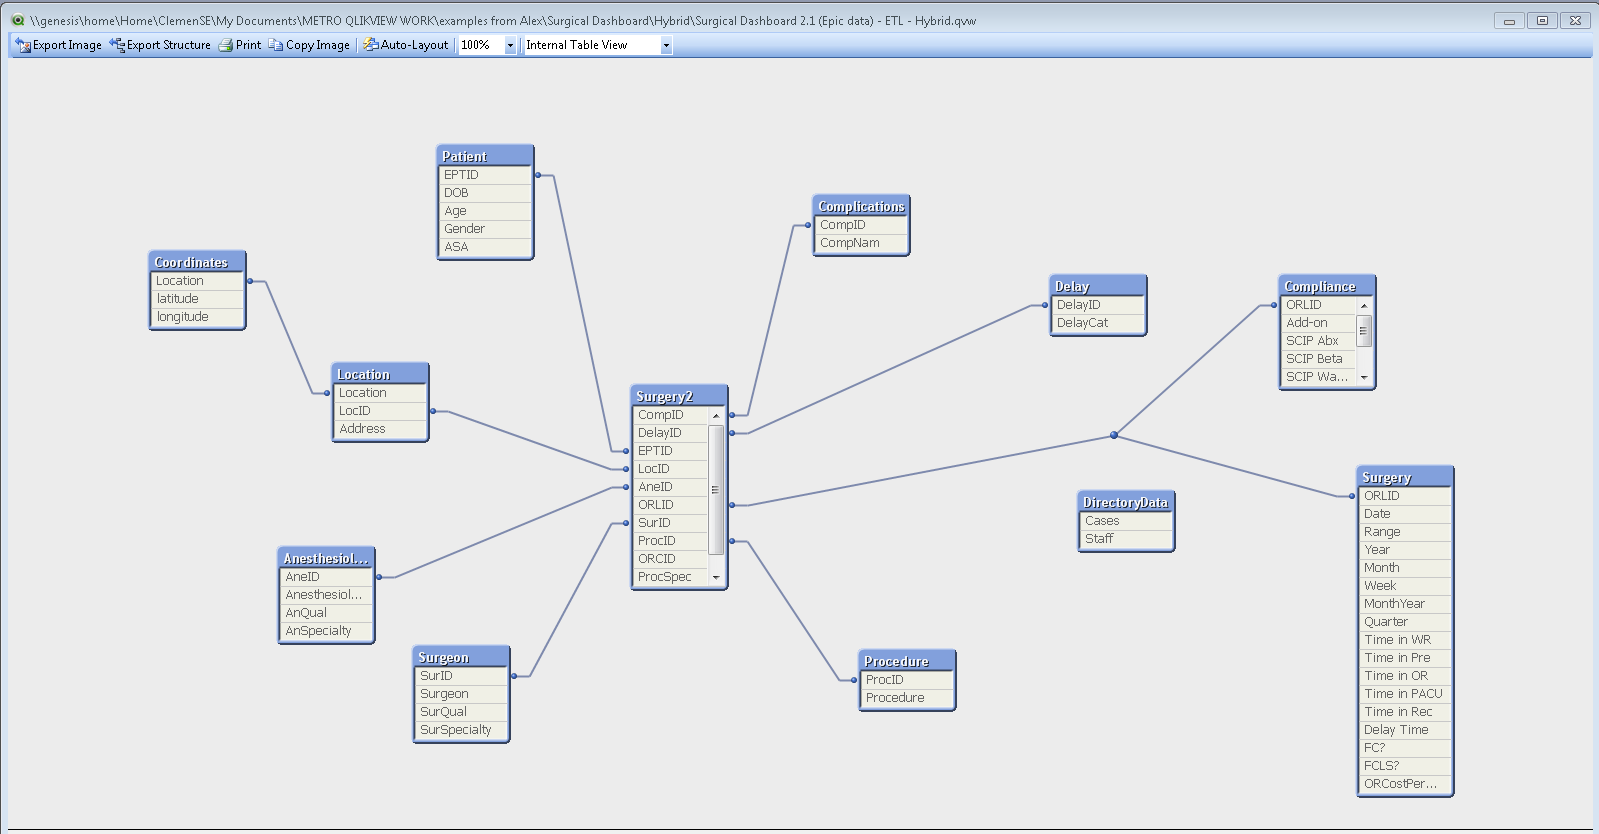 \\genesis\home\Home\ClemenSE\My Documents\METRO QLIKVIEW WORK\examples from Alex\Surgical Dashboard\Hybrid\Surgical Dashboard 2.1 (Epic data) - ETL - Hybrid.qvw
Export Image Export Structure Print Copy Image Auto-Layout 100% Internal Table View
Patient
EPTID
DOB
Age
Gender
ASA
Complications
CompID
CompNam
Coordinates
Location
latitude
longitude
Delay
DelayID
DelayCat
Compliance
ORLID
Add-on
SCIP Abx
SCIP Beta
SCIP Wa...
Location
Location
LocID
Address
Surgery2
CompID
DelayID
EPTID
LocID
AneID
ORLID
SurID
ProcID
ORCID
ProcSpec
Surgery
ORLID
Date
Range
Year
Month
Week
MonthYear
Quarter
Time in WR
Time in Pre
Time in OR
Time in PACU
Time in Rec
Delay Time
FC?
FCLS?
ORCostPer...
DirectoryData
Cases
Staff
Anesthesiol...
AneID
Anesthesiol...
AnQual
AnSpecialty
Surgeon
SurID
Surgeon
SurQual
SurSpecialty
Procedure
ProcID
Procedure